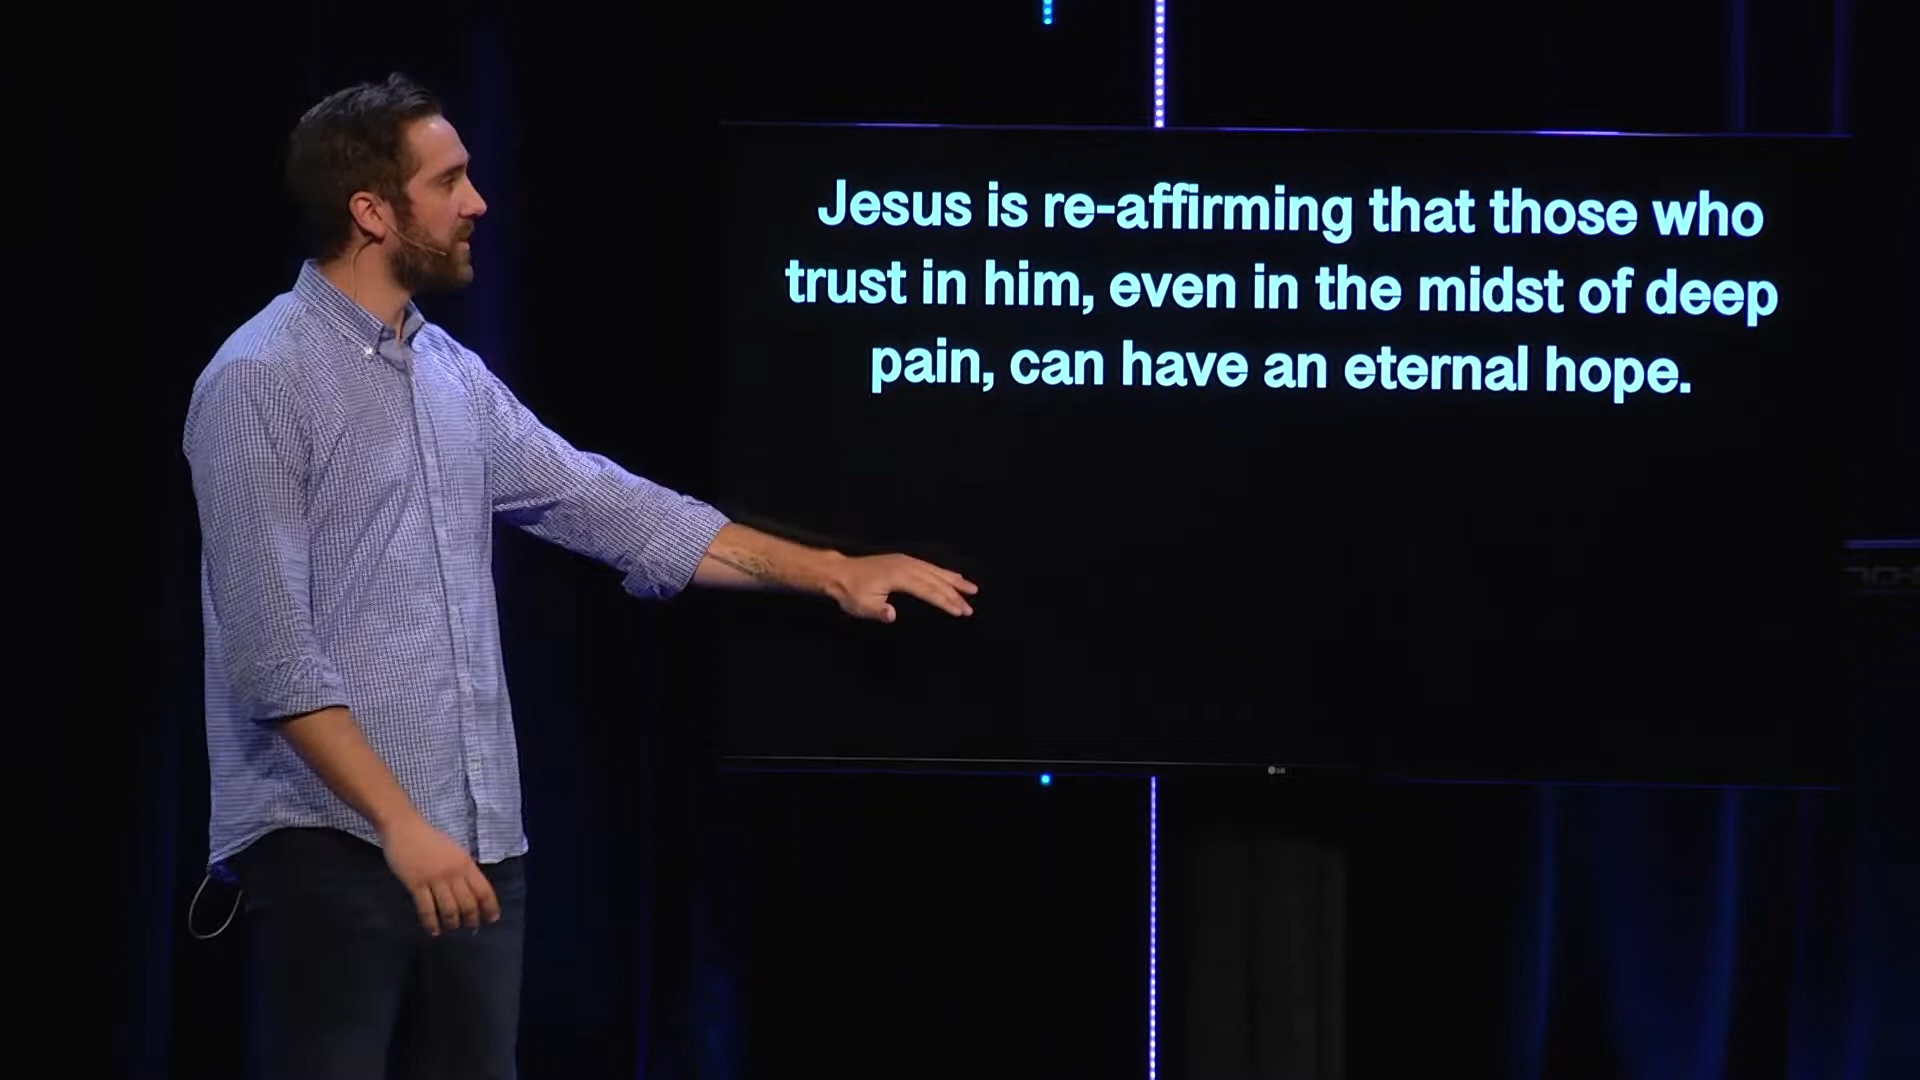 Jesus is re-affirming that those who
trust in him, even in the midst of deep
pain, can have an eternal hope.
LG